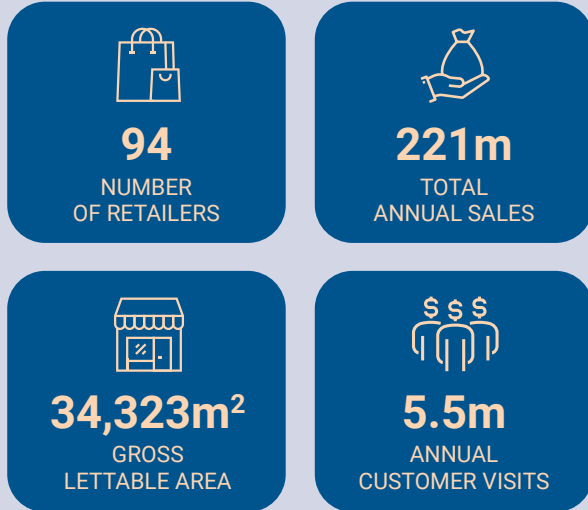 94
NUMBER
OF RETAILERS
221m
TOTAL
ANNUAL SALES
34,323m²
GROSS
LETTABLE AREA
$ $ $
5.5m
ANNUAL
CUSTOMER VISITS